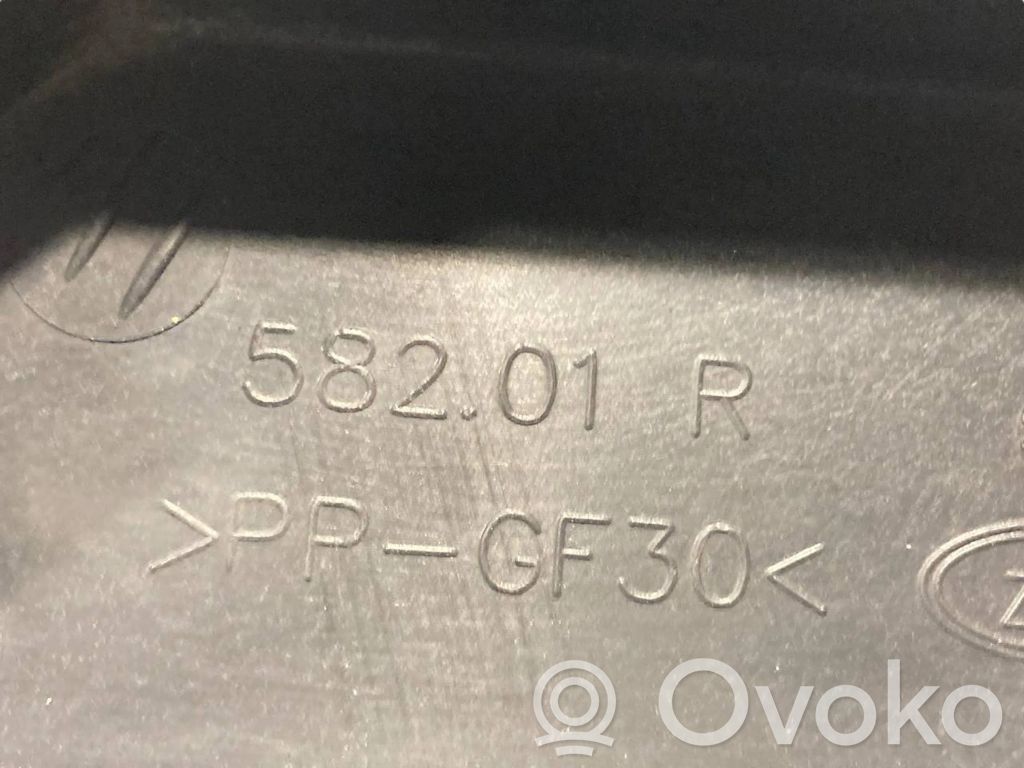 582.01 R
>PP-GF30<
Ovoko